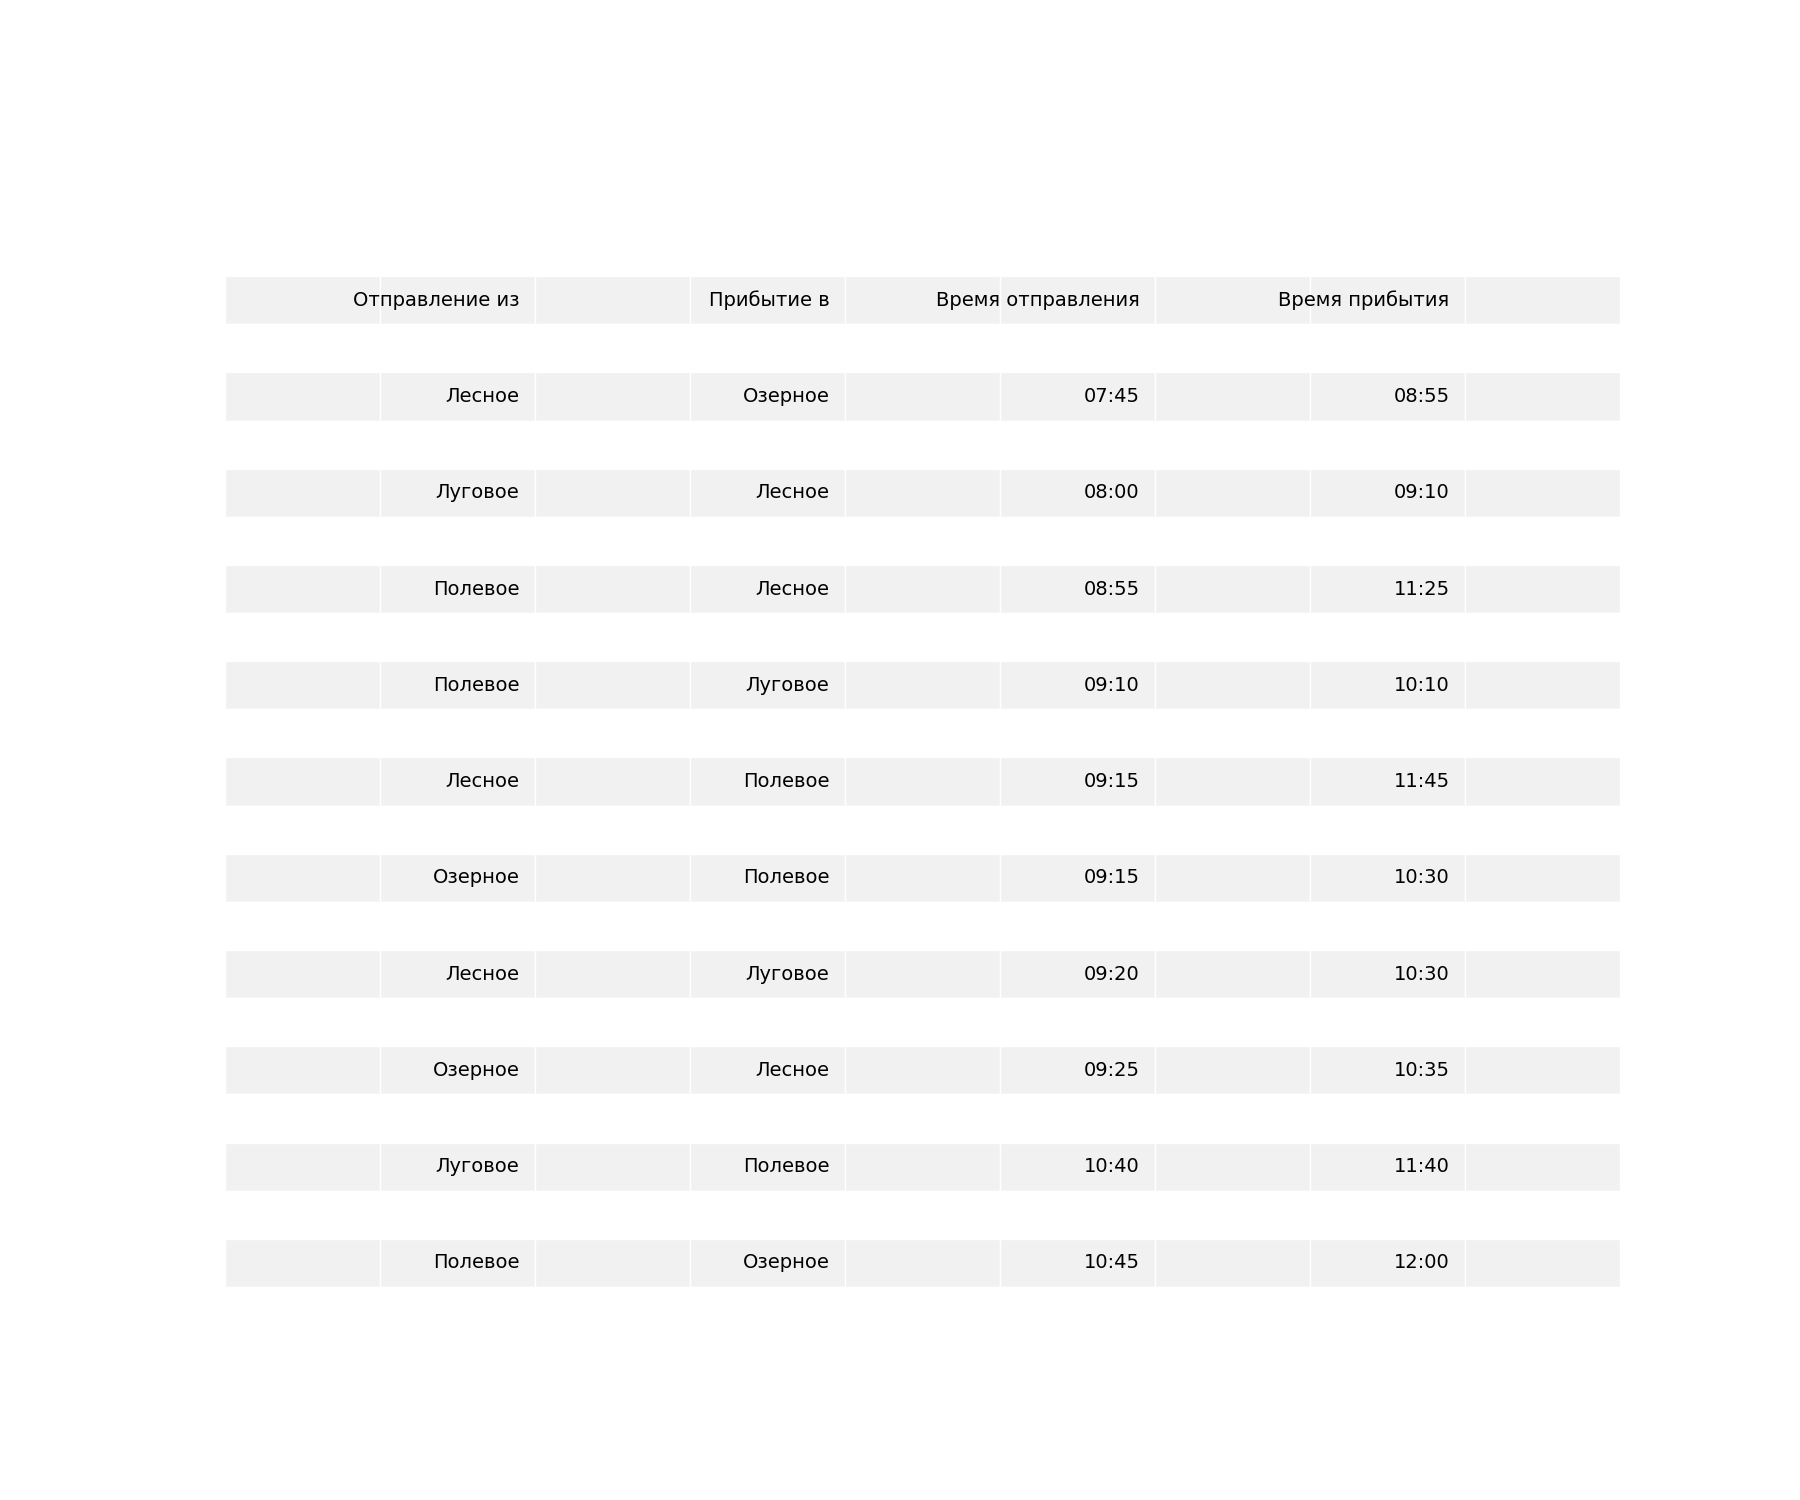 Отправление из Прибытие в Время отправления Время прибытия
Лесное Озерное 07:45 08:55
Луговое Лесное 08:00 09:10
Полевое Лесное 08:55 11:25
Полевое Луговое 09:10 10:10
Лесное Полевое 09:15 11:45
Озерное Полевое 09:15 10:30
Лесное Луговое 09:20 10:30
Озерное Лесное 09:25 10:35
Луговое Полевое 10:40 11:40
Полевое Озерное 10:45 12:00